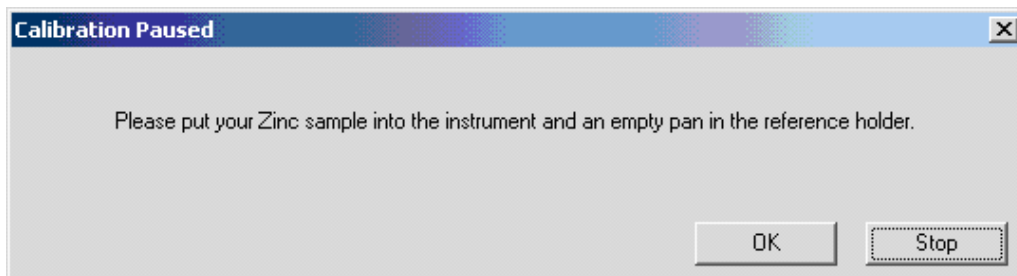 Calibration Paused
Please put your Zinc sample into the instrument and an empty pan in the reference holder.
OK
Stop